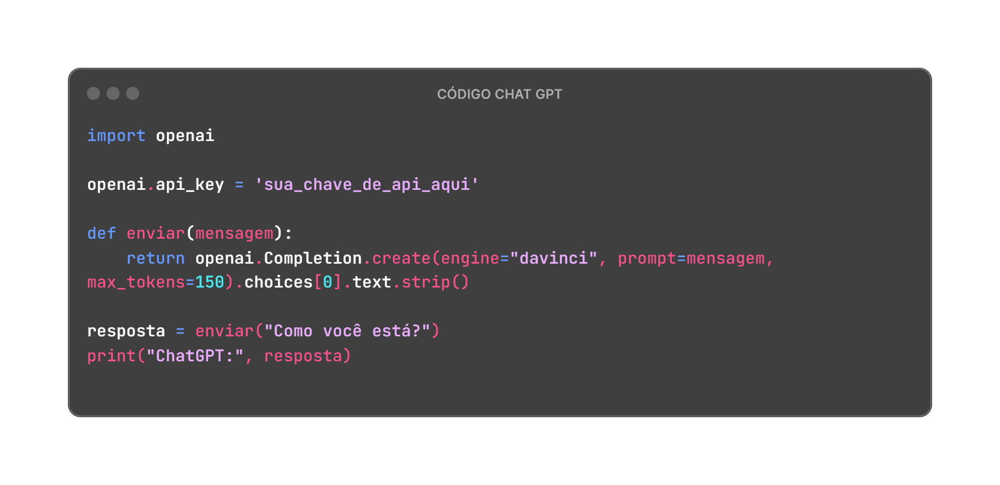 CÓDIGO CHAT GPT
import openai
openai.api_key = 'sua_chave_de_api_aqui'
def enviar(mensagem):
    return openai.Completion.create(engine="davinci", prompt=mensagem,
max_tokens=150).choices[0].text.strip()
resposta = enviar("Como você está?")
print("ChatGPT:", resposta)